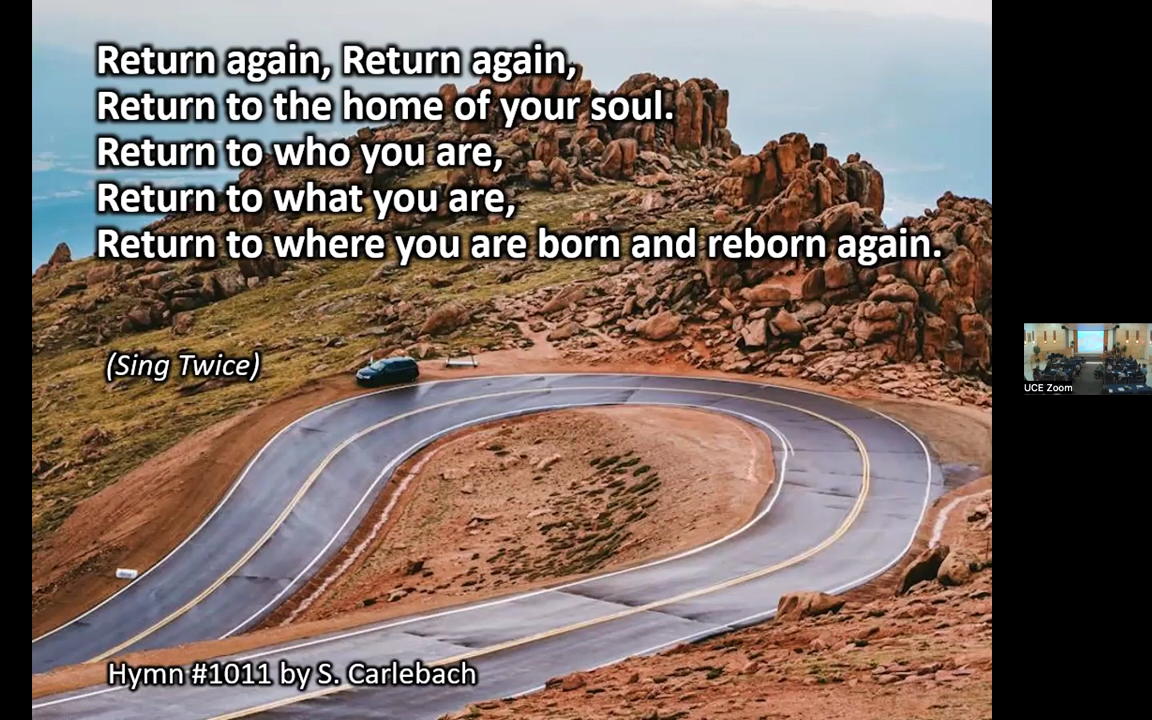 Return again, Return again,
Return to the home of your soul.
Return to who you are,
Return to what you are,
Return to where you are born and reborn again.
(Sing Twice)
Hymn #1011 by S. Carlebach
UCE Zoom